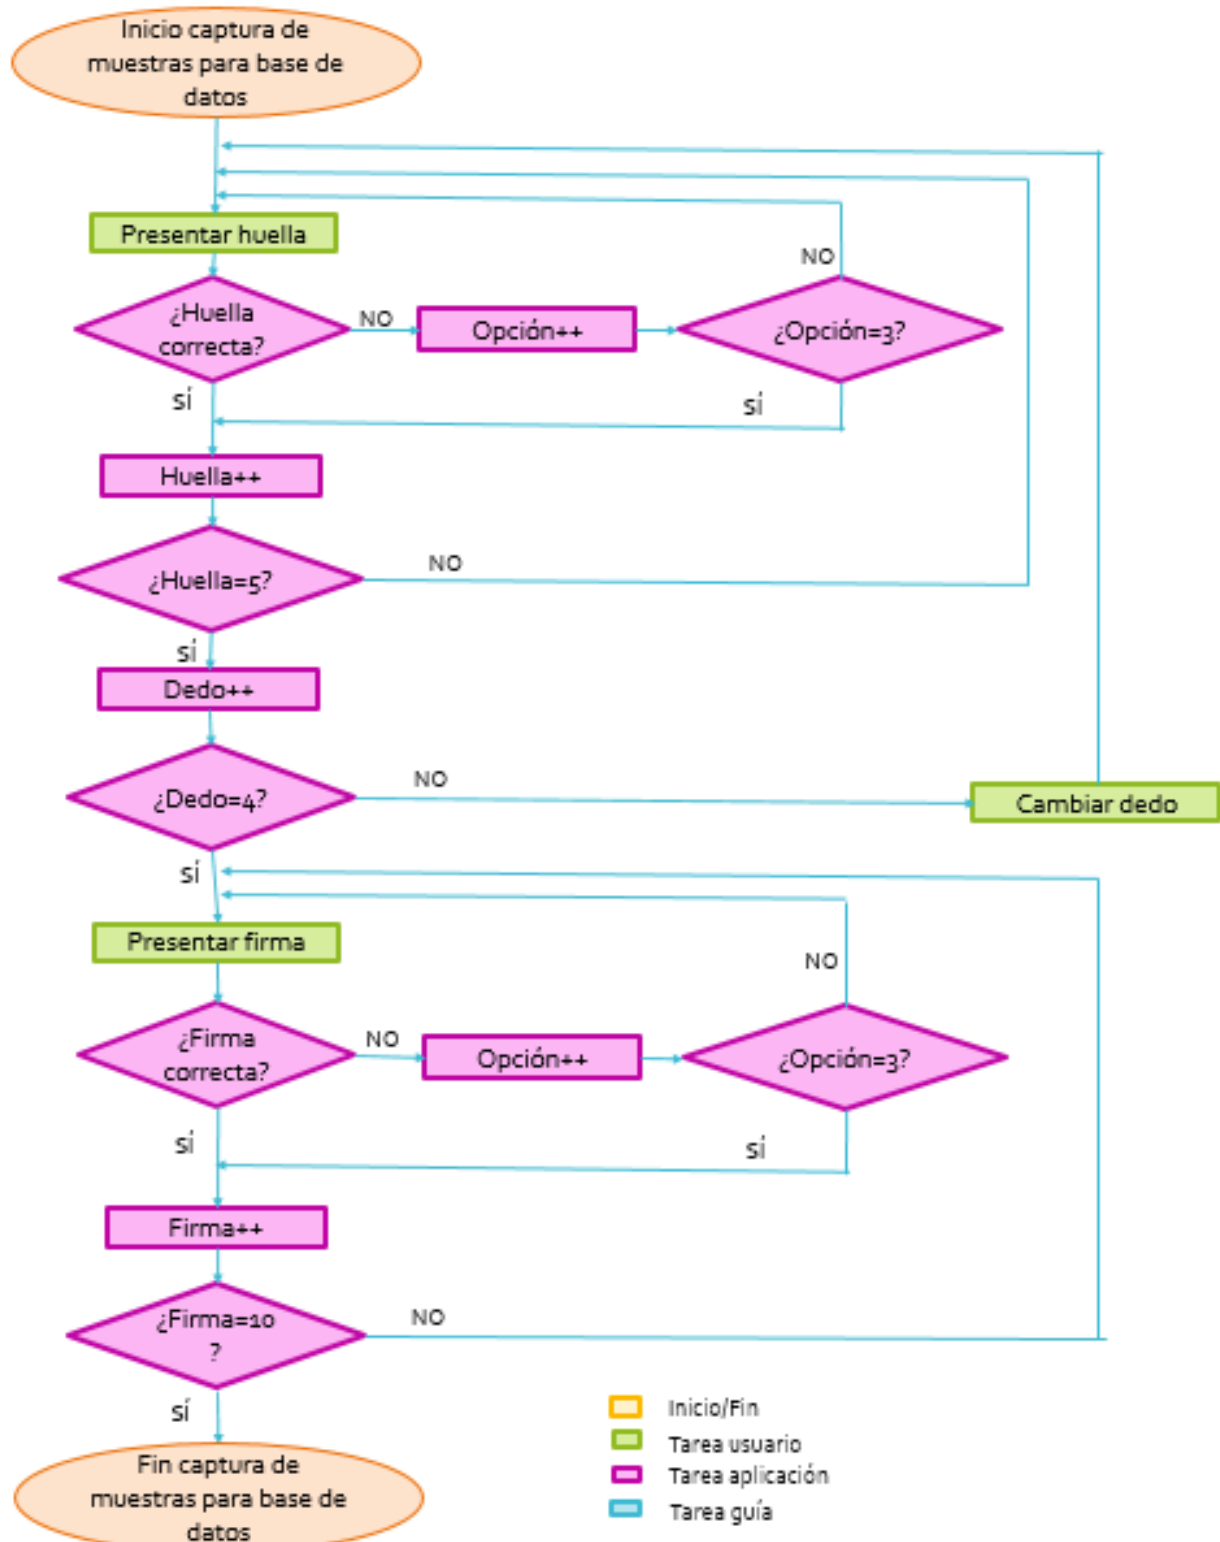 Inicio captura de
muestras para base de
datos
Presentar huella
¿Huella
correcta?
NO
Opción++
¿Opción=3?
NO
SÍ
SÍ
Huella++
¿Huella=5?
NO
SÍ
Dedo++
¿Dedo=4?
NO
Cambiar dedo
SÍ
Presentar firma
¿Firma
correcta?
NO
Opción++
¿Opción=3?
NO
SÍ
SÍ
Firma++
¿Firma=10
?
NO
SÍ
Fin captura de
muestras para base de
datos
Inicio/Fin
Tarea usuario
Tarea aplicación
Tarea guía